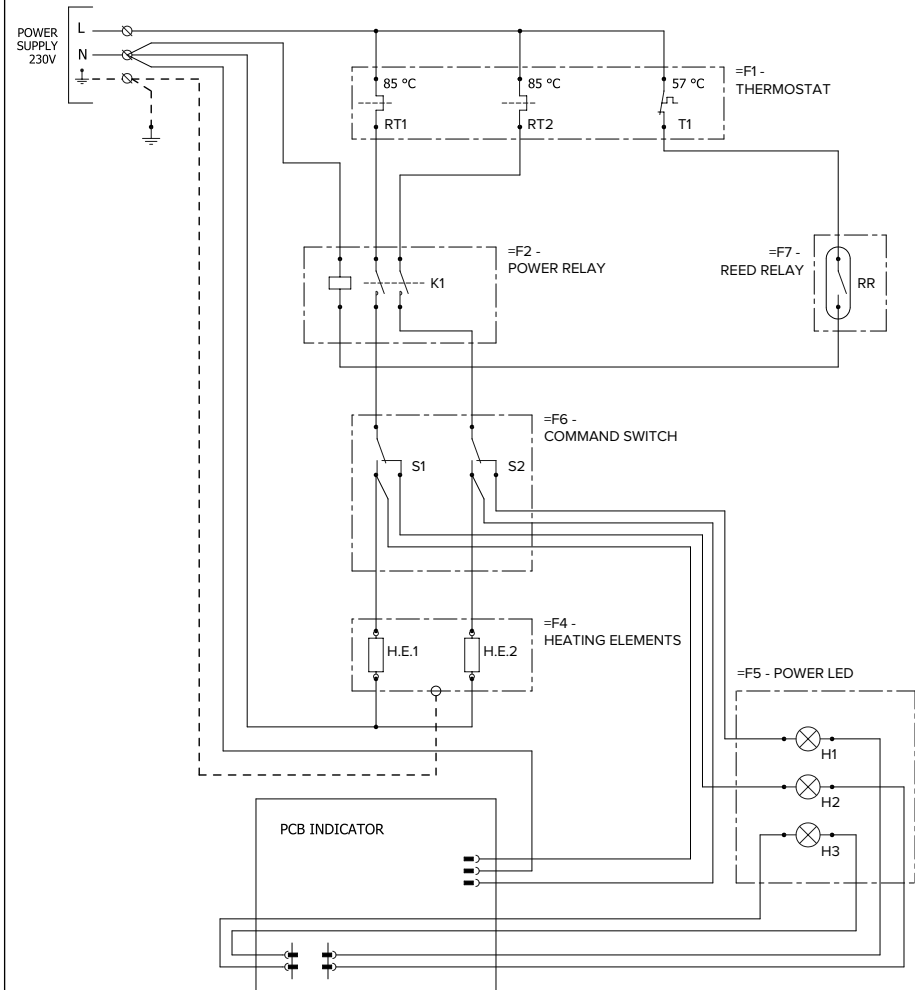 POWER
SUPPLY
230V
L
N
85 °C
85 °C
57 °C
=F1 -
THERMOSTAT
RT1
RT2
T1
=F2 -
POWER RELAY
K1
=F7 -
REED RELAY
RR
=F6 -
COMMAND SWITCH
S1
S2
=F4 -
HEATING ELEMENTS
H.E.1
H.E.2
=F5 - POWER LED
H1
H2
H3
PCB INDICATOR